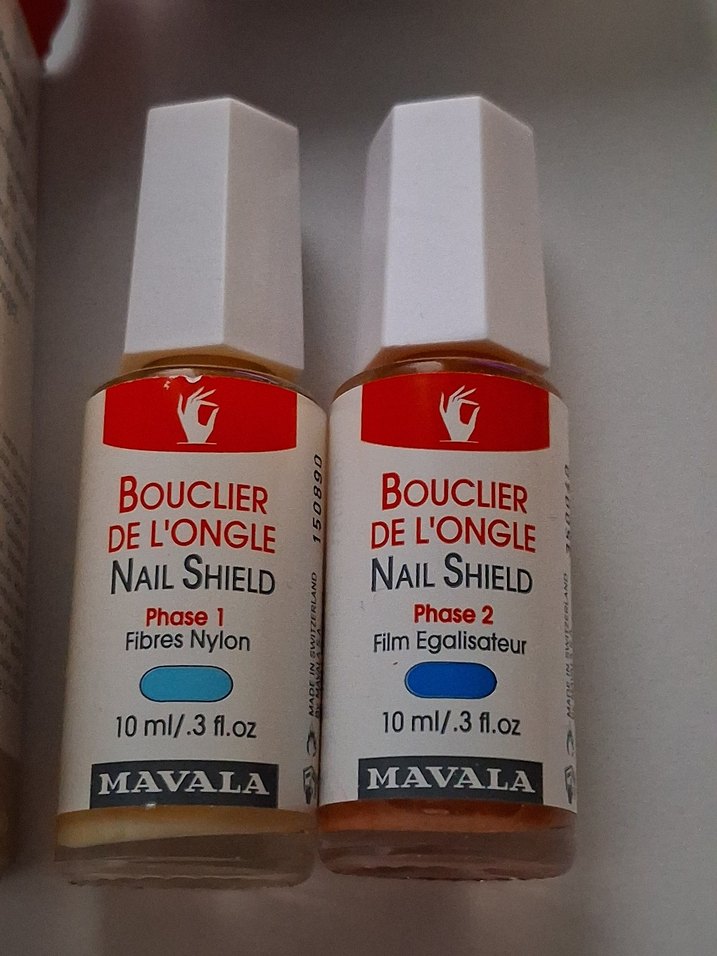 BOUCLIER
DE L'ONGLE
NAIL SHIELD
Phase 1
Fibres Nylon
10 ml/.3 fl.oz
MAVALA
150890
MADE IN SWITZERLAND
BOUCLIER
DE L'ONGLE
NAIL SHIELD
Phase 2
Film Egalisateur
10 ml/.3 fl.oz
MAVALA
MADE IN SWITZERLAND